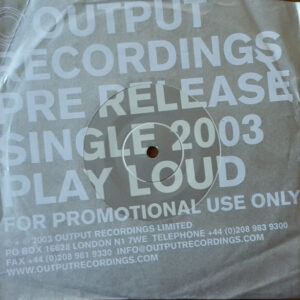 OUTPUT
RECORDINGS
PRE RELEASE
SINGLE 2003
PLAY LOUD
FOR PROMOTIONAL USE ONLY
℗ + © 2003 OUTPUT RECORDINGS LIMITED
PO BOX 16628 LONDON N1 7WE TELEPHONE +44 (0)208 983 9300
FAX +44 (0)208 981 9330 INFO@OUTPUTRECORDINGS.COM
WWW.OUTPUTRECORDINGS.COM